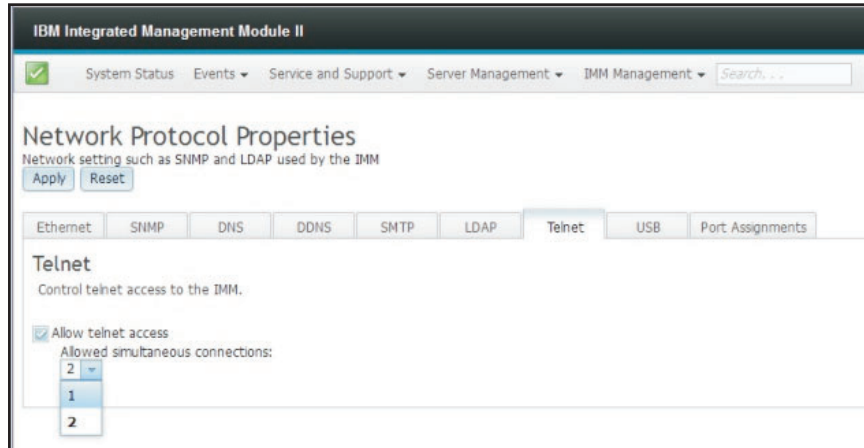 IBM Integrated Management Module II
System Status Events Service and Support Server Management IMM Management Search. . .
Network Protocol Properties
Network setting such as SNMP and LDAP used by the IMM
Apply Reset
Ethernet SNMP DNS DDNS SMTP LDAP Telnet USB Port Assignments
Telnet
Control telnet access to the IMM.
Allow telnet access
Allowed simultaneous connections:
2
1
2